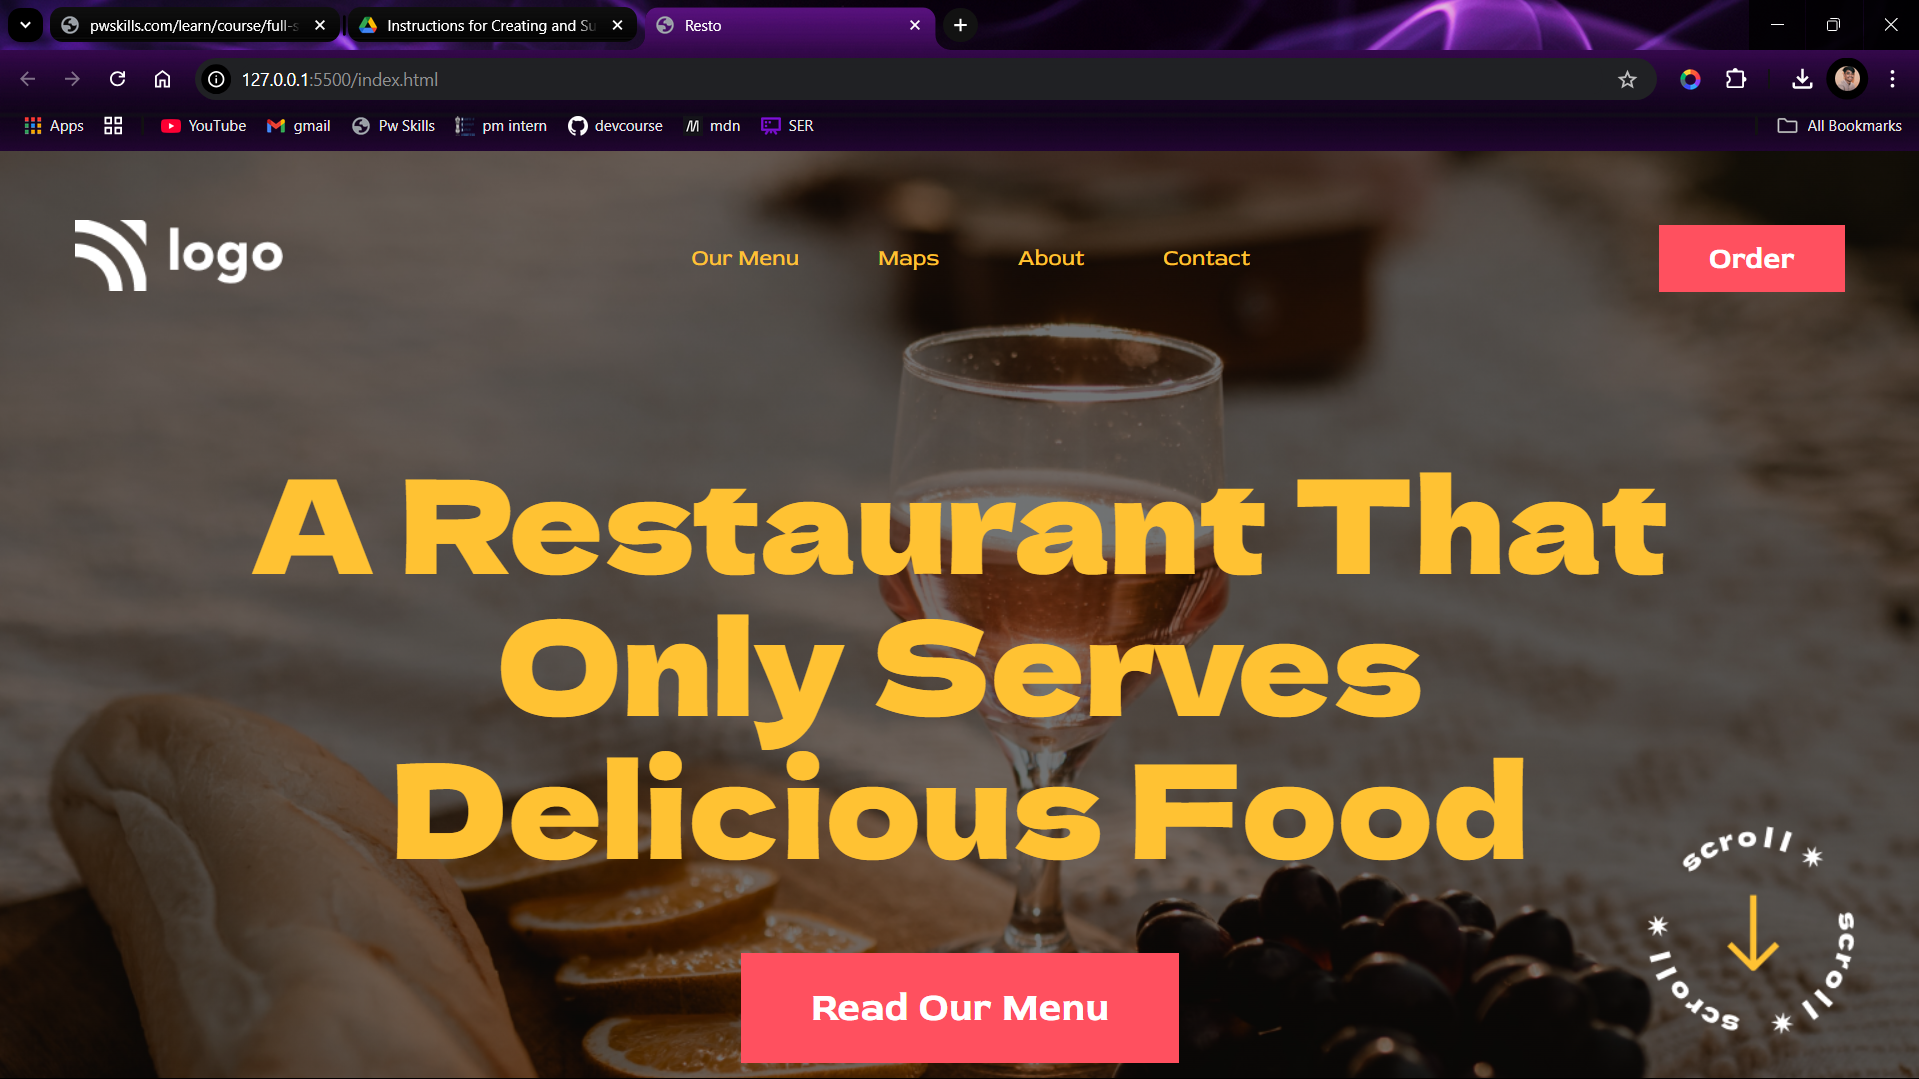 pwskills.com/learn/course/full-s
Instructions for Creating and Su
Resto
127.0.0.1:5500/index.html
Apps
YouTube
gmail
Pw Skills
pm intern
devcourse
mdn
SER
All Bookmarks
logo
Our Menu
Maps
About
Contact
Order
A Restaurant That
Only Serves
Delicious Food
Read Our Menu
scroll
scroll
scroll